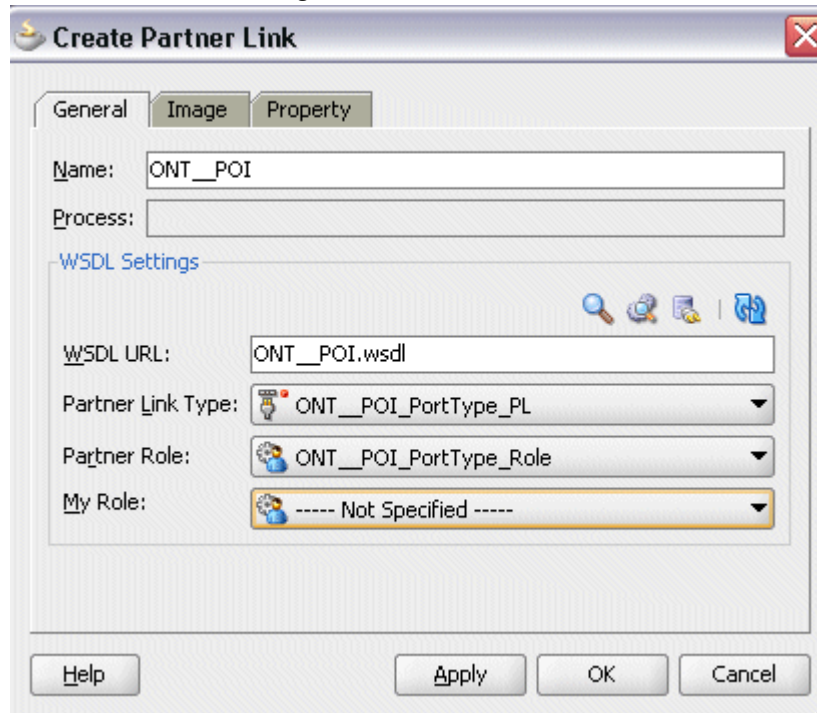 Create Partner Link
General Image Property
Name: ONT__POI
Process:
WSDL Settings
WSDL URL: ONT__POI.wsdl
Partner Link Type: ONT__POI_PortType_PL
Partner Role: ONT__POI_PortType_Role
My Role: ----- Not Specified -----
Help Apply OK Cancel